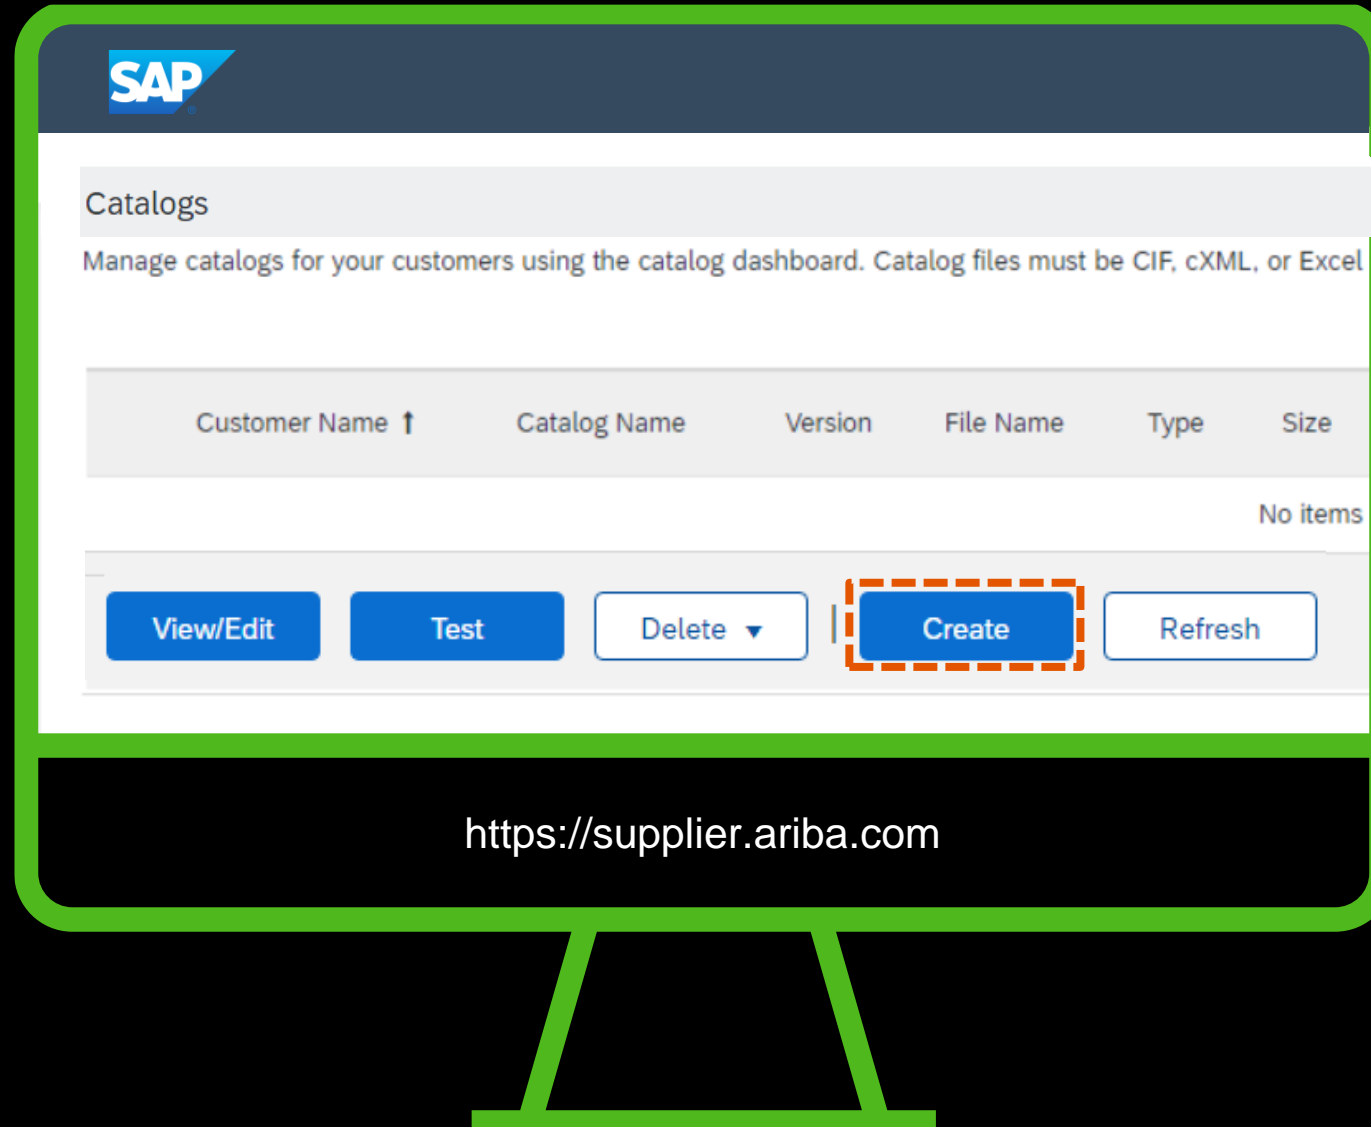 SAP
Catalogs
Manage catalogs for your customers using the catalog dashboard. Catalog files must be CIF, cXML, or Excel
Customer Name ↑ Catalog Name Version File Name Type Size
No items
View/Edit Test Delete ▼ | Create Refresh
https://supplier.ariba.com